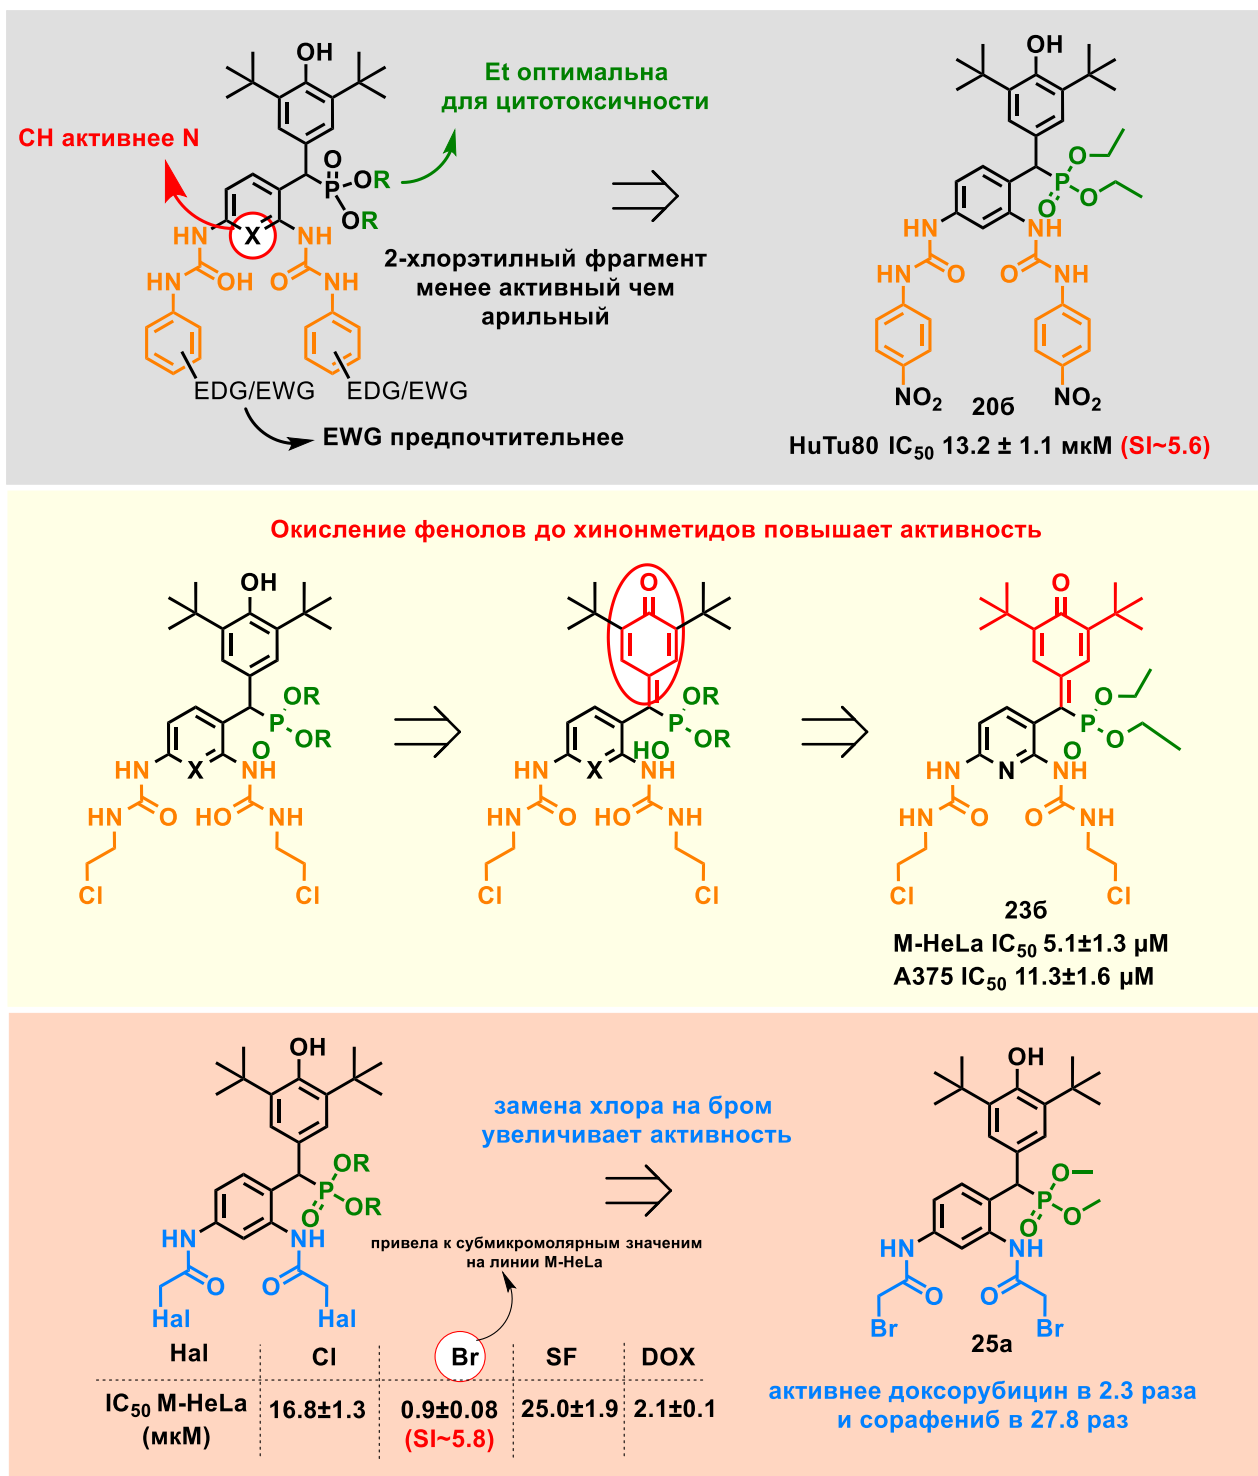 OH
Et оптимальна
для цитотоксичности
CH активнее N
O
P
OR
OR
HN
X
NH
HN
OH
O
NH
2-хлорэтилный фрагмент
менее активный чем
арильный
EDG/EWG
EDG/EWG
EWG предпочтительнее
OH
O
P
O
O
HN
NH
HN
O
O
NH
NO2
NO2
20б
HuTu80 IC50 13.2 ± 1.1 мкМ (SI~5.6)
Окисление фенолов до хинонметидов повышает активность
OH
OR
P
OR
O
HN
X
NH
HN
O
HO
NH
Cl
Cl
O
OR
P
OR
HO
HN
X
NH
HN
O
HO
NH
Cl
Cl
O
O
P
O
O
HN
N
NH
HN
O
O
NH
Cl
Cl
23б
M-HeLa IC50 5.1±1.3 µM
A375 IC50 11.3±1.6 µM
OH
OR
P
OR
O
HN
NH
O
O
Hal
Hal
замена хлора на бром
увеличивает активность
привела к субмикромолярным значеним
на линии M-HeLa
OH
O
P
O
O
HN
NH
O
O
Br
Br
25а
Hal Cl Br SF DOX
IC50 M-HeLa 16.8±1.3 0.9±0.08 25.0±1.9 2.1±0.1
(мкМ) (SI~5.8)
активнее доксорубицин в 2.3 раза
и сорафениб в 27.8 раз